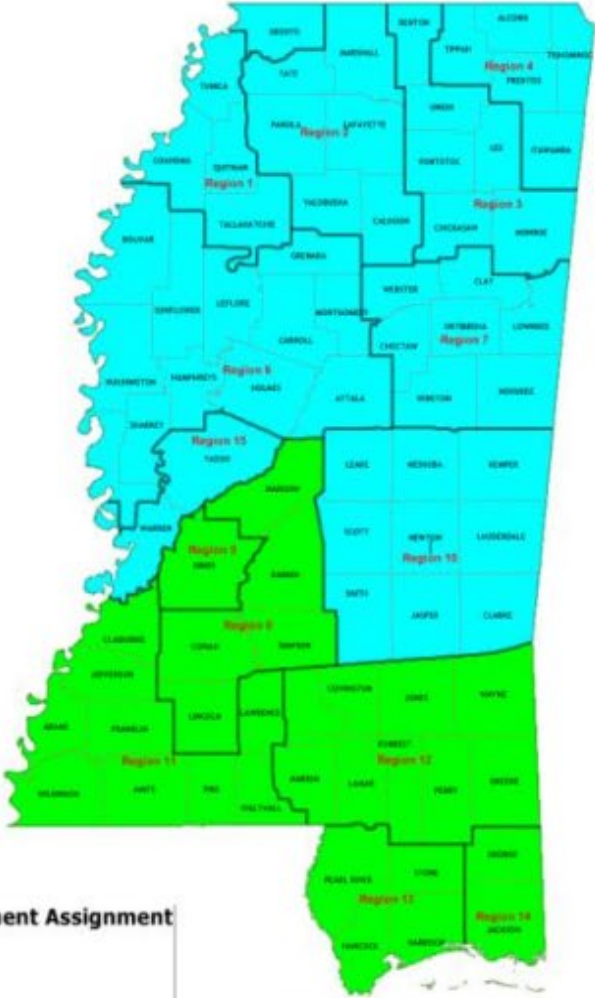 DESOTO
BENTON
ALCORN
MARSHALL
TIPPAH
TISHOMINGO
Region 4
TATE
PRENTISS
TUNICA
UNION
PANOLA
Region 2
LAFAYETTE
LEE
ITAWAMBA
COAHOMA
QUITMAN
PONTOTOC
Region 1
YALOBUSHA
Region 3
TALLAHATCHIE
CALHOUN
CHICKASAW
MONROE
BOLIVAR
GRENADA
CLAY
WEBSTER
LEFLORE
SUNFLOWER
MONTGOMERY
OKTIBBEHA
LOWNDES
CARROLL
CHOCTAW
Region 7
Region 6
WASHINGTON
HUMPHREYS
HOLMES
ATTALA
WINSTON
NOXUBEE
SHARKEY
Region 15
YAZOO
LEAKE
NESHOBA
KEMPER
MADISON
WARREN
SCOTT
NEWTON
LAUDERDALE
Region 9
HINDS
Region 10
RANKIN
SMITH
JASPER
CLARKE
Region 8
CLAIBORNE
COPIAH
SIMPSON
JEFFERSON
COVINGTON
JONES
WAYNE
LINCOLN
LAWRENCE
ADAMS
FRANKLIN
FORREST
Region 11
Region 12
MARION
LAMAR
PERRY
GREENE
WILKINSON
AMITE
PIKE
WALTHALL
GEORGE
PEARL RIVER
STONE
Region 13
Region 14
JACKSON
HANCOCK
HARRISON
ment Assignment